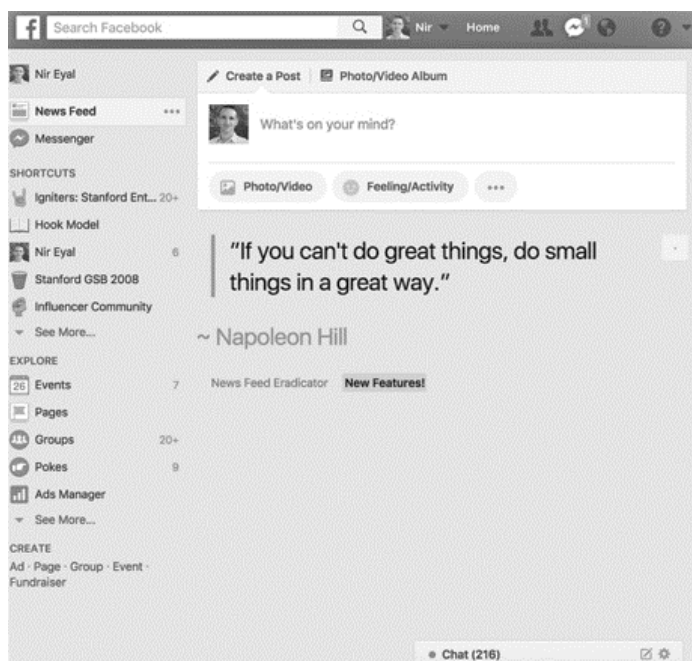 f Search Facebook Nir Home 1 ?
Nir Eyal
News Feed
Messenger
SHORTCUTS
Igniters: Stanford Ent... 20+
Hook Model
Nir Eyal 6
Stanford GSB 2008
Influencer Community
See More...
EXPLORE
26 Events 7
Pages
Groups 20+
Pokes 9
Ads Manager
See More...
CREATE
Ad · Page · Group · Event ·
Fundraiser
Create a Post Photo/Video Album
What's on your mind?
Photo/Video Feeling/Activity
"If you can't do great things, do small
things in a great way."
~ Napoleon Hill
News Feed Eradicator New Features!
Chat (216)